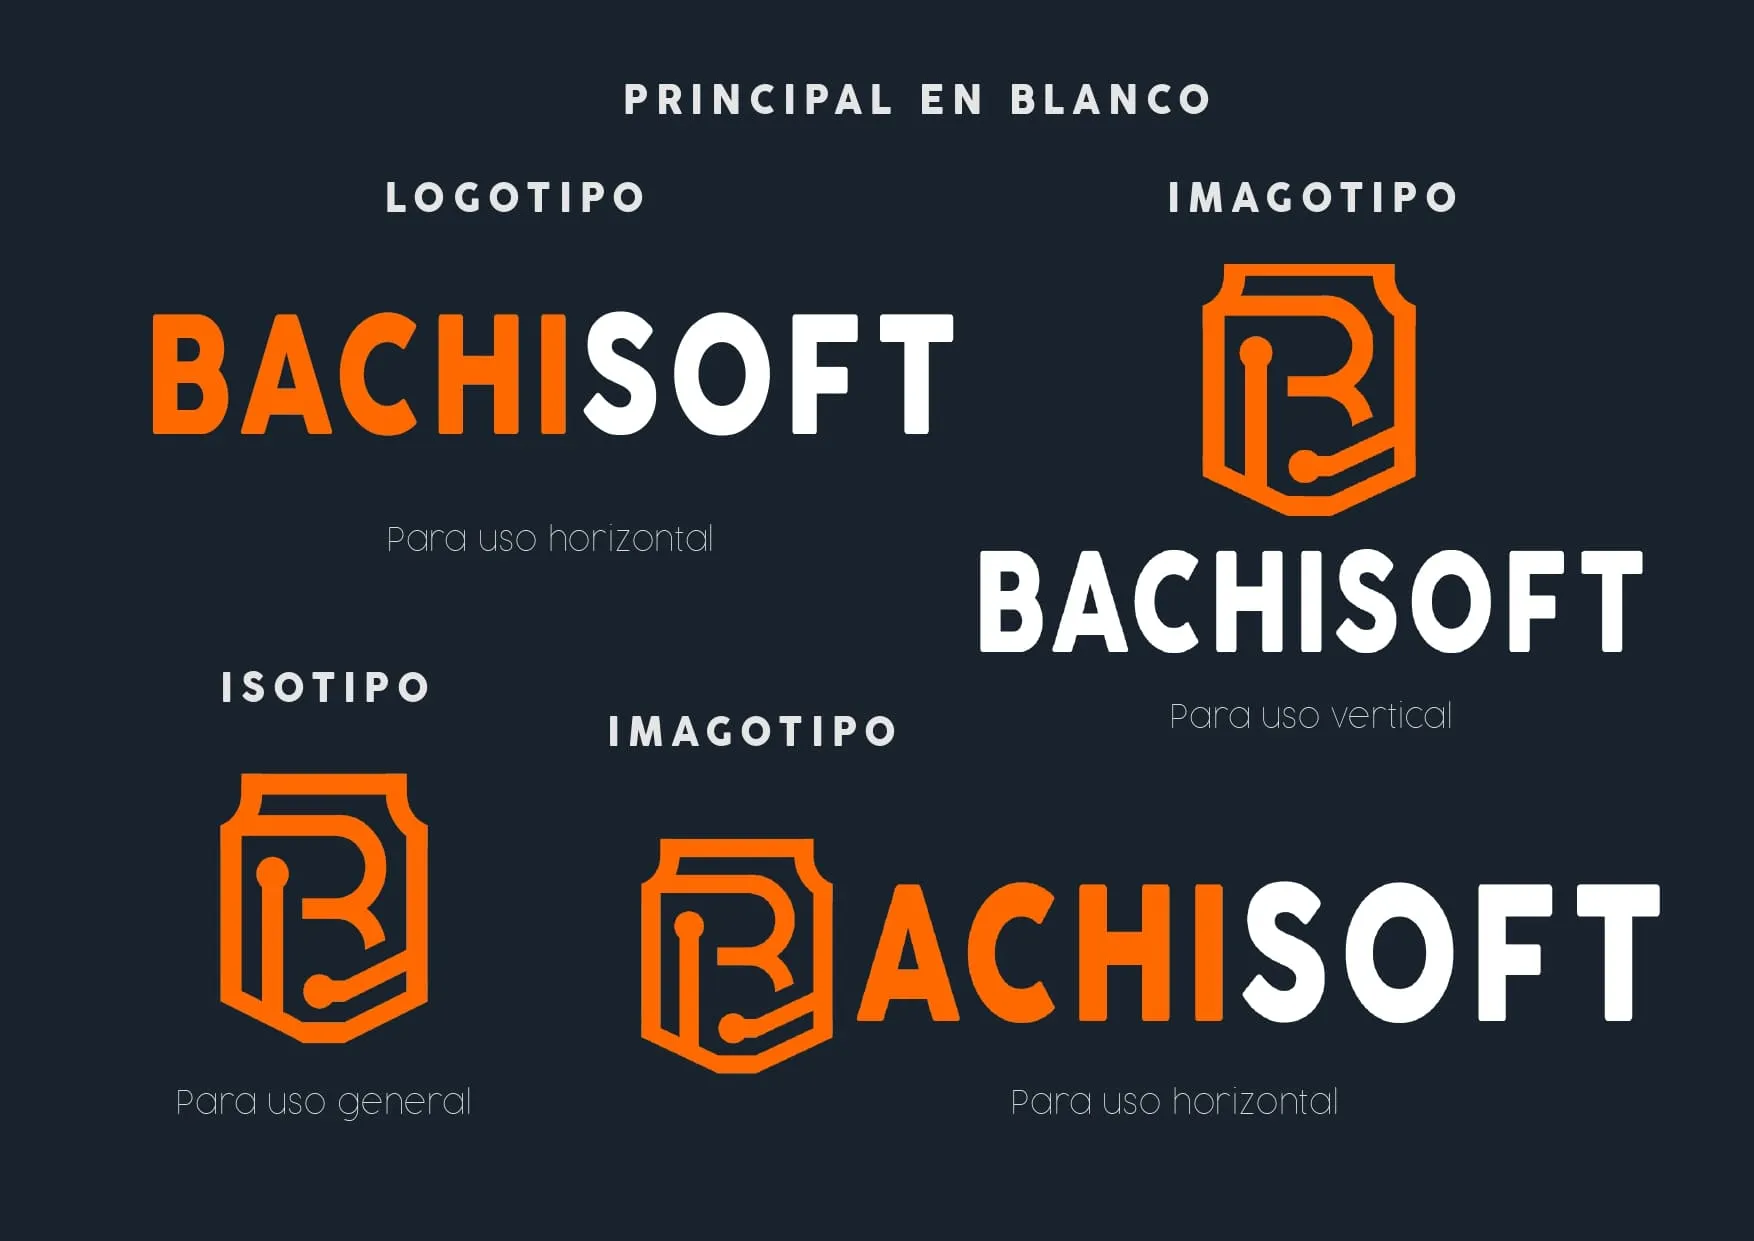 PRINCIPAL EN BLANCO
LOGOTIPO
BACHISOFT
Para uso horizontal
IMAGOTIPO
B
BACHISOFT
Para uso vertical
ISOTIPO
B
Para uso general
IMAGOTIPO
BACHISOFT
Para uso horizontal